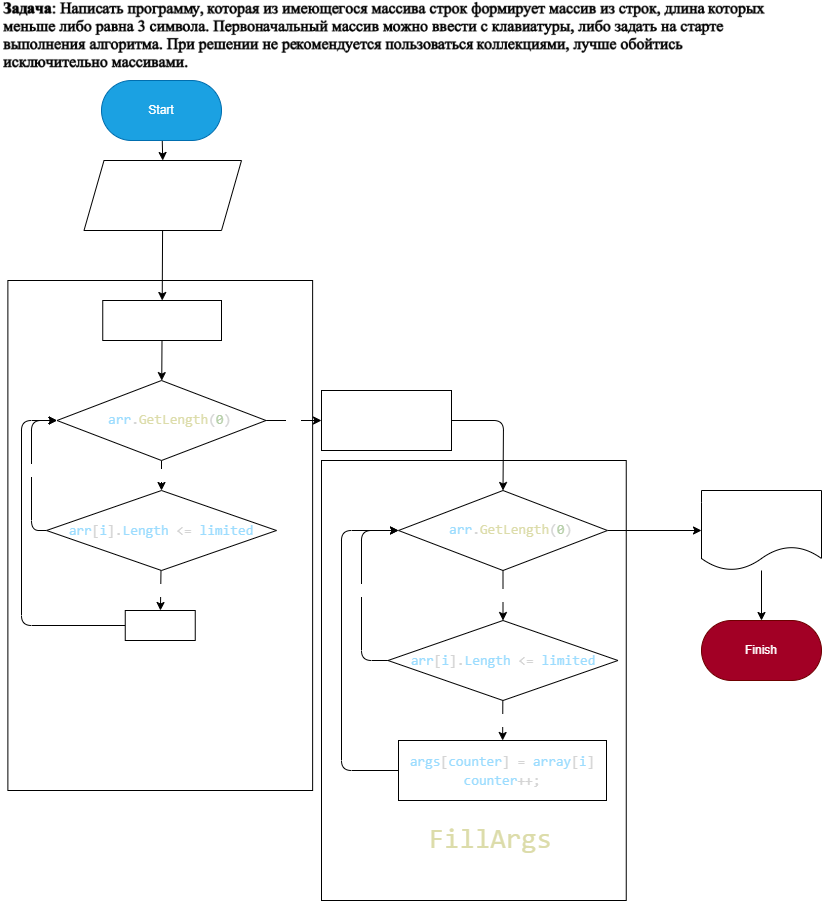 Задача: Написать программу, которая из имеющегося массива строк формирует массив из строк, длина которых
меньше либо равна 3 символа. Первоначальный массив можно ввести с клавиатуры, либо задать на старте
выполнения алгоритма. При решении не рекомендуется пользоваться коллекциями, лучше обойтись
исключительно массивами.
Start
arr.GetLength(0)
arr[i].Length <= limited
arr.GetLength(0)
arr[i].Length <= limited
args[counter] = array[i]
counter++;
FillArgs
Finish